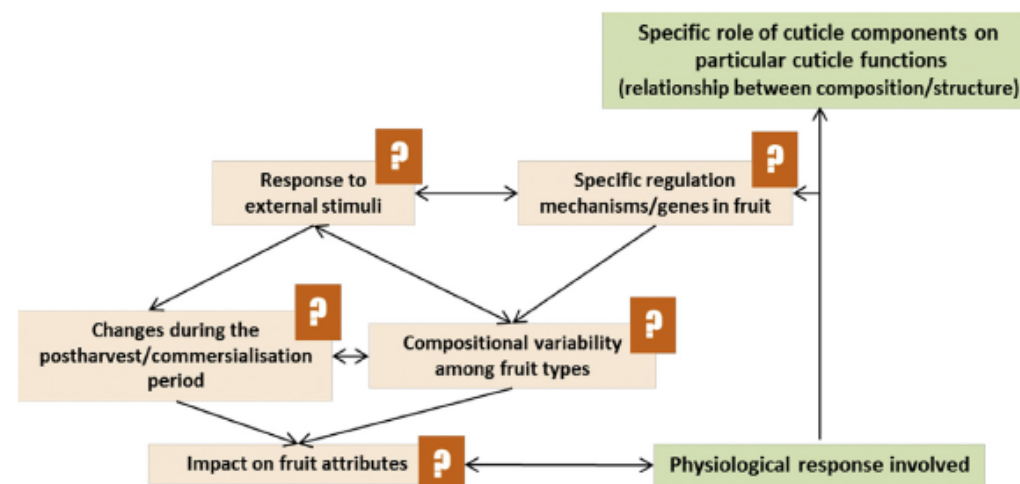 Specific role of cuticle components on
particular cuticle functions
(relationship between composition/structure)
?
?
Response to
external stimuli
Specific regulation
mechanisms/genes in fruit
?
?
Changes during the
postharvest/commersialisation
period
Compositional variability
among fruit types
?
Impact on fruit attributes
Physiological response involved